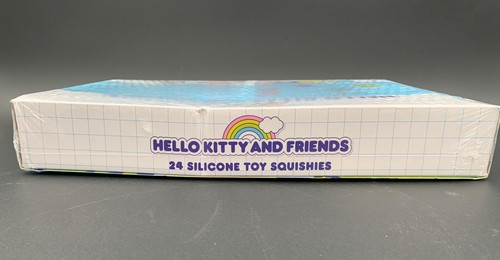 HELLO KITTY AND FRIENDS
24 SILICONE TOY SQUISHIES